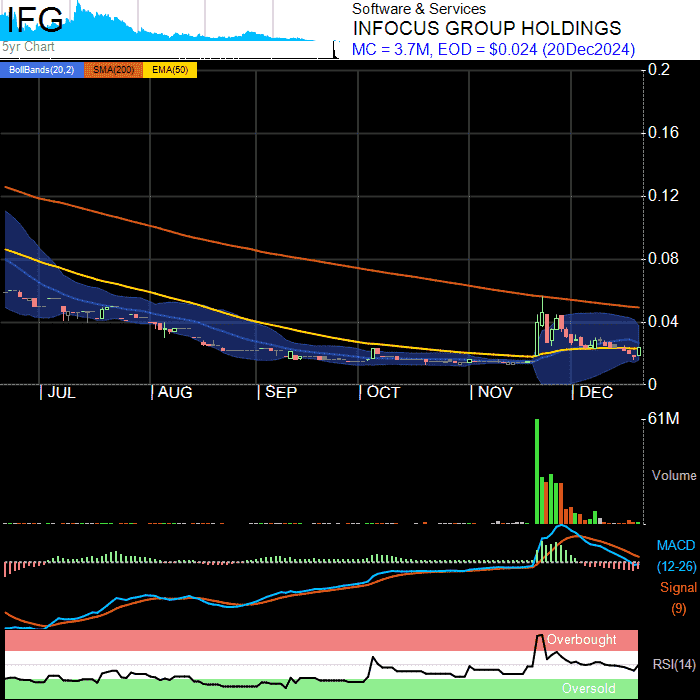 IFG
5yr Chart
Software & Services
INFOCUS GROUP HOLDINGS
MC = 3.7M, EOD = $0.024 (20Dec2024)
BollBands(20,2) SMA(200) EMA(50)
0.2
0.16
0.12
0.08
0.04
0
JUL AUG SEP OCT NOV DEC
61M
Volume
MACD
(12-26)
Signal
(9)
Overbought
RSI(14)
Oversold